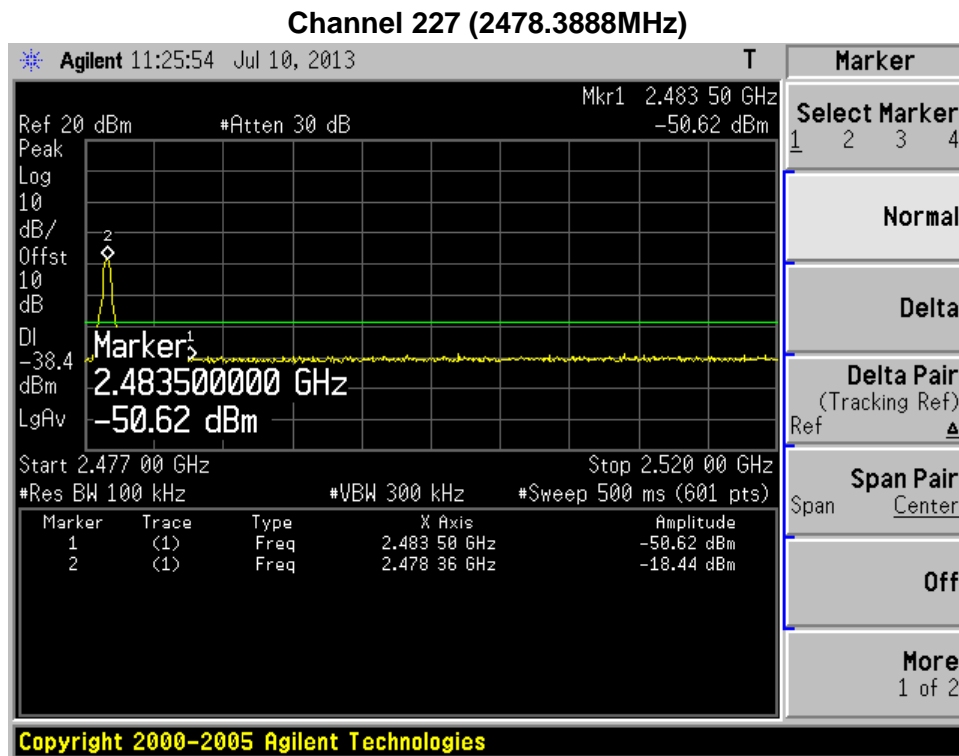 Channel 227 (2478.3888MHz)
Agilent 11:25:54 Jul 10, 2013 T
Mkr1 2.483 50 GHz
Ref 20 dBm #Atten 30 dB -50.62 dBm
Peak
Log
10
dB/
Offst
10
dB
DI
-38.4
dBm
LgAv
2
1
Marker
2.483500000 GHz
-50.62 dBm
Start 2.477 00 GHz Stop 2.520 00 GHz
#Res BW 100 kHz #VBW 300 kHz #Sweep 500 ms (601 pts)
Marker Trace Type X Axis Amplitude
1 (1) Freq 2.483 50 GHz -50.62 dBm
2 (1) Freq 2.478 36 GHz -18.44 dBm
Marker
Select Marker
1 2 3 4
Normal
Delta
Delta Pair
(Tracking Ref)
Ref Δ
Span Pair
Span Center
Off
More
1 of 2
Copyright 2000-2005 Agilent Technologies